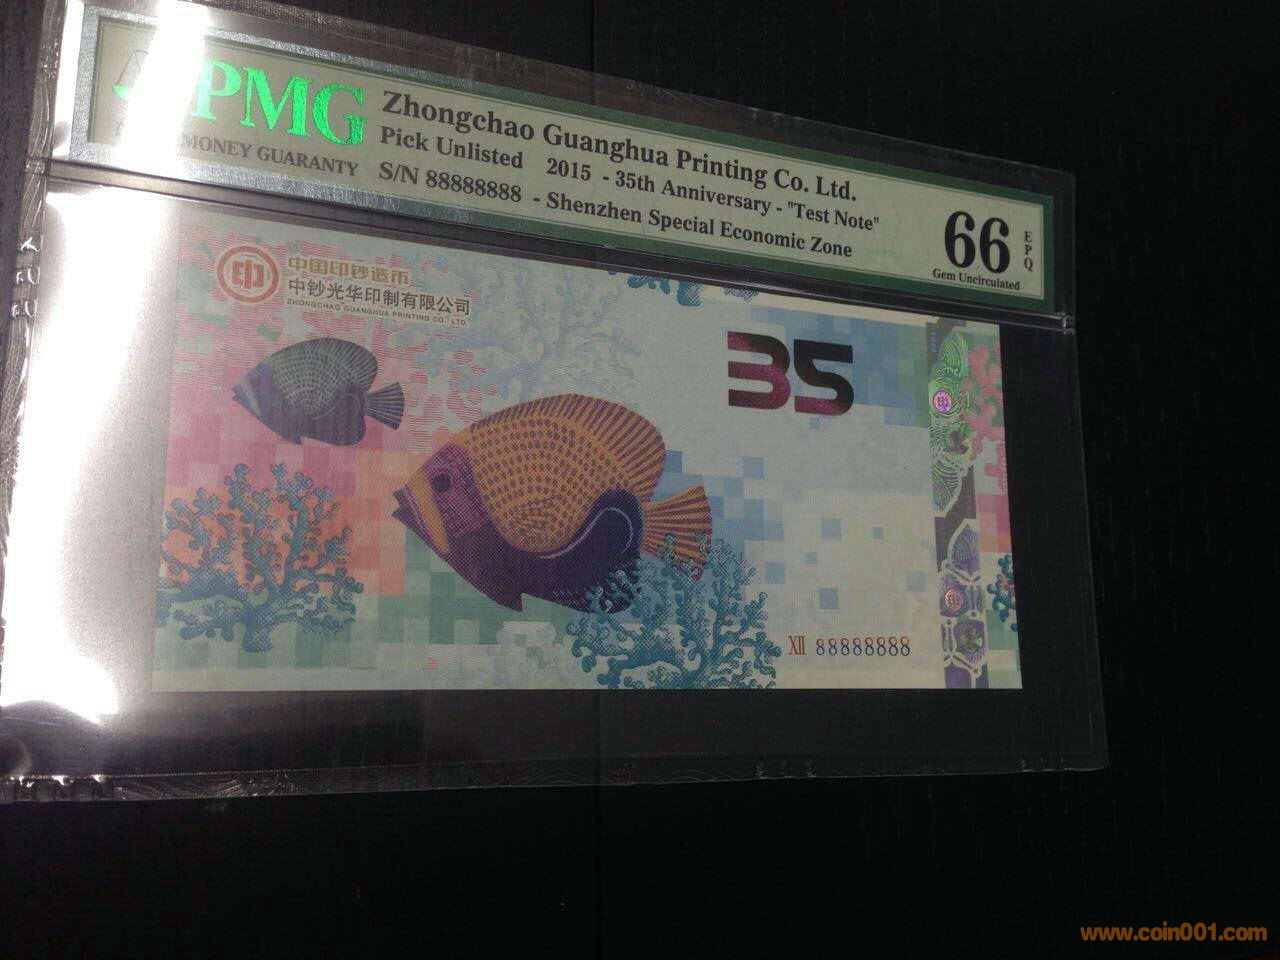 PMG
MONEY GUARANTY
Zhongchao Guanghua Printing Co. Ltd.
Pick Unlisted 2015 - 35th Anniversary - "Test Note"
S/N 88888888 - Shenzhen Special Economic Zone
66
EPQ
Gem Uncirculated
中国印钞造币
中钞光华印制有限公司
ZHONGCHAO GUANGHUA PRINTING CO., LTD.
35
XII 88888888
www.coin001.com